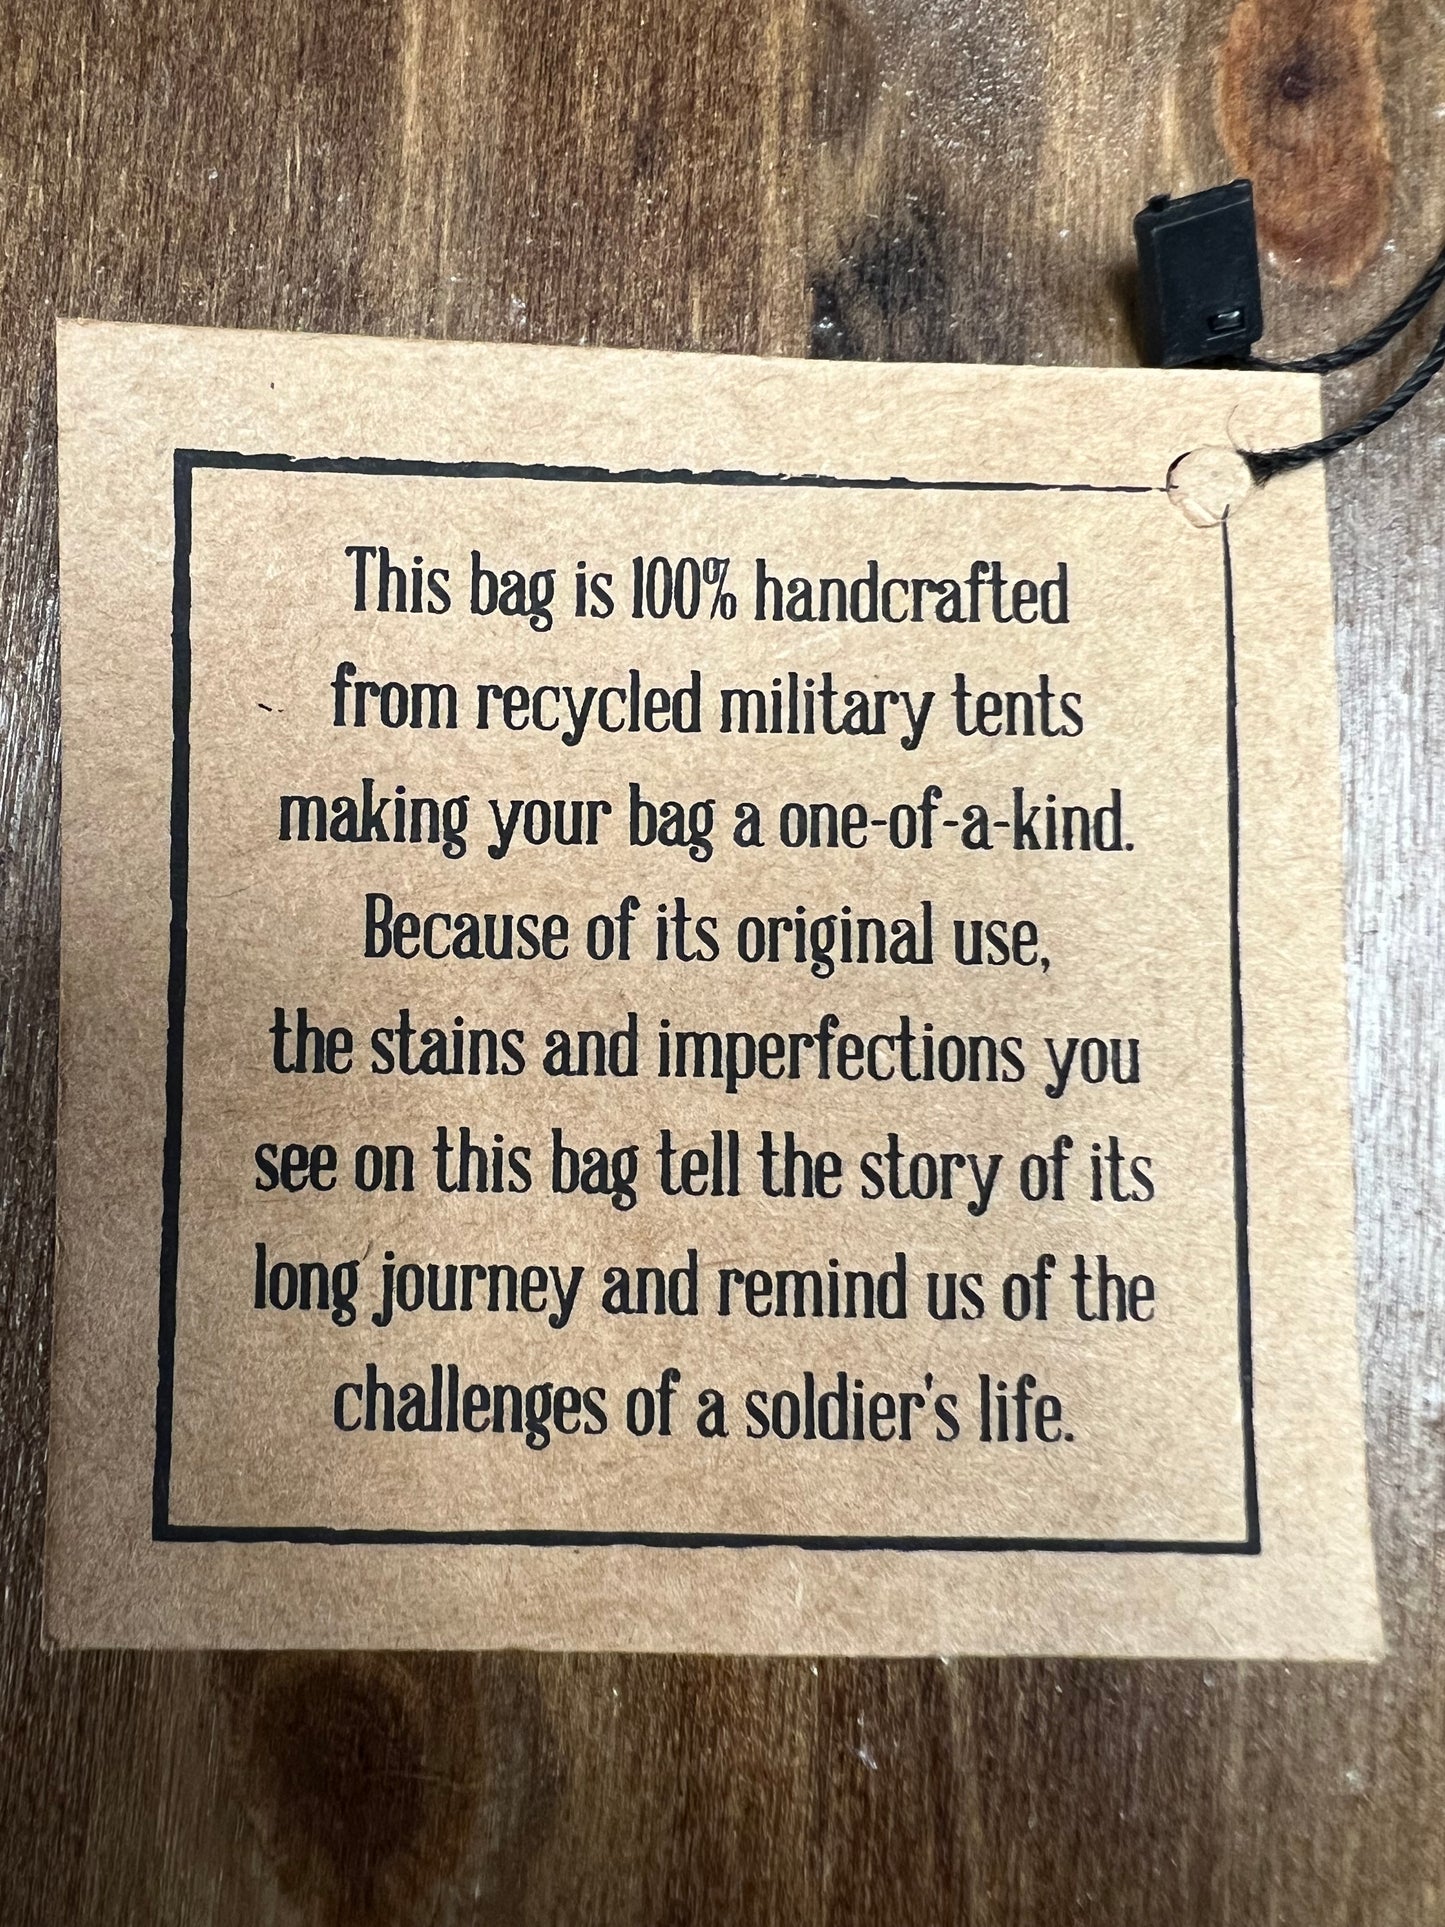 This bag is 100% handcrafted
from recycled military tents
making your bag a one-of-a-kind.
Because of its original use,
the stains and imperfections you
see on this bag tell the story of its
long journey and remind us of the
challenges of a soldier's life.